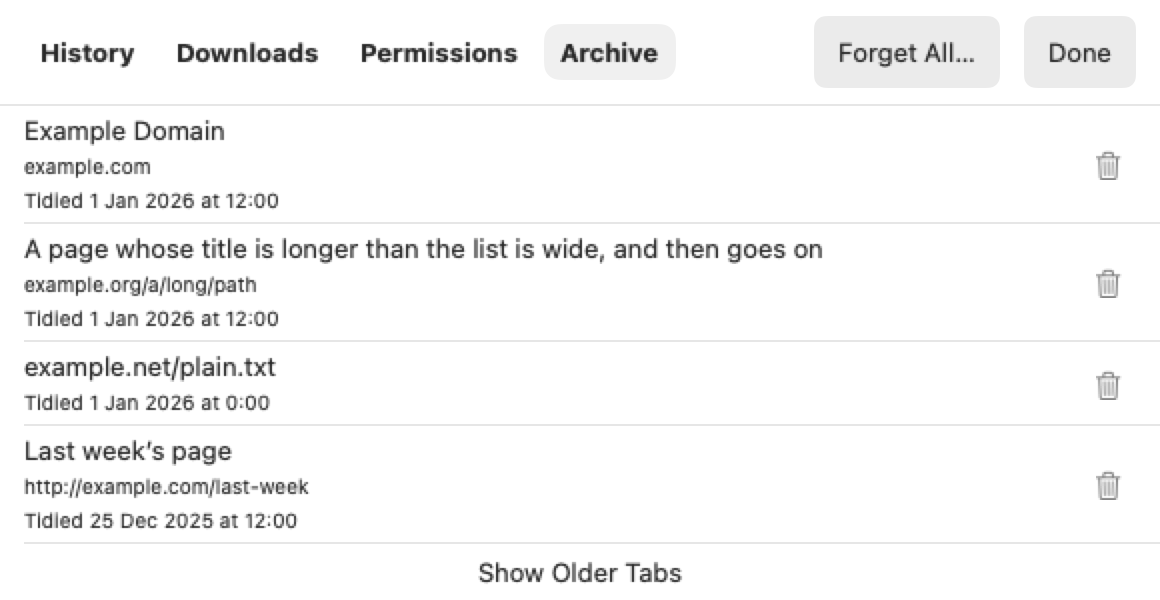 History Downloads Permissions Archive Forget All... Done
Example Domain
example.com
Tidied 1 Jan 2026 at 12:00
A page whose title is longer than the list is wide, and then goes on
example.org/a/long/path
Tidied 1 Jan 2026 at 12:00
example.net/plain.txt
Tidied 1 Jan 2026 at 0:00
Last week’s page
http://example.com/last-week
Tidied 25 Dec 2025 at 12:00
Show Older Tabs